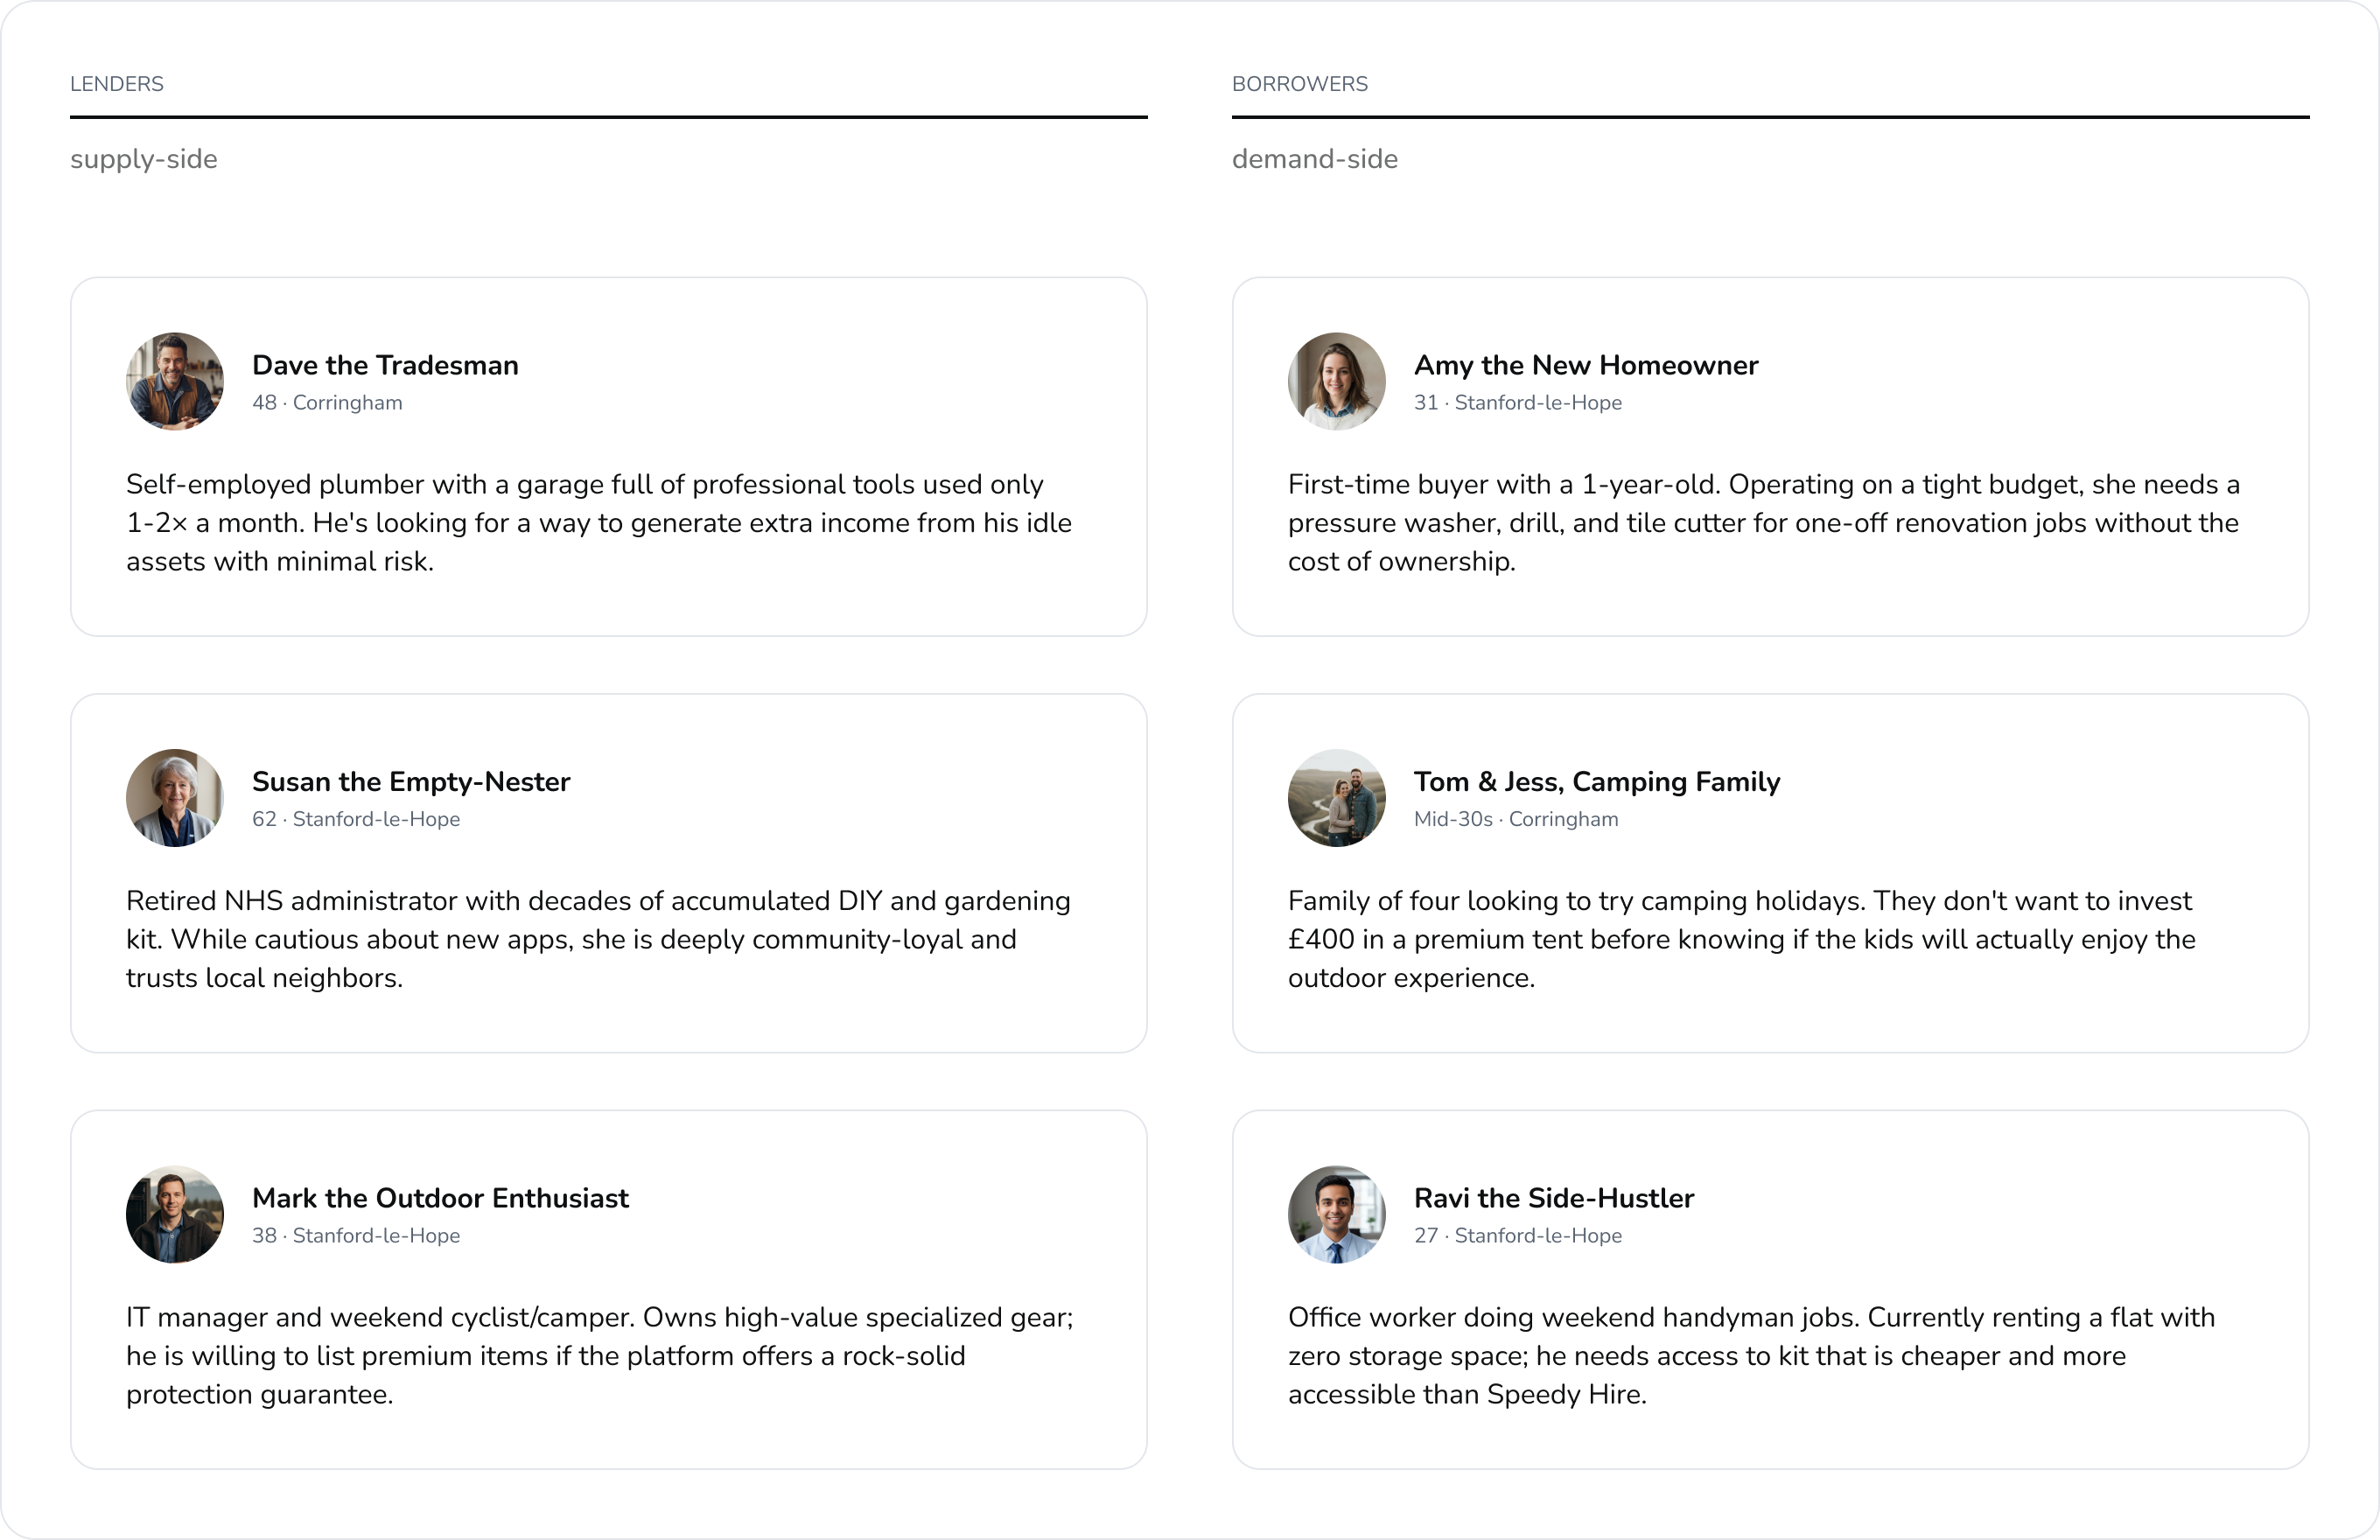 LENDERS
supply-side
Dave the Tradesman
48 · Corringham
Self-employed plumber with a garage full of professional tools used only
1-2× a month. He's looking for a way to generate extra income from his idle
assets with minimal risk.
Susan the Empty-Nester
62 · Stanford-le-Hope
Retired NHS administrator with decades of accumulated DIY and gardening
kit. While cautious about new apps, she is deeply community-loyal and
trusts local neighbors.
Mark the Outdoor Enthusiast
38 · Stanford-le-Hope
IT manager and weekend cyclist/camper. Owns high-value specialized gear;
he is willing to list premium items if the platform offers a rock-solid
protection guarantee.
BORROWERS
demand-side
Amy the New Homeowner
31 · Stanford-le-Hope
First-time buyer with a 1-year-old. Operating on a tight budget, she needs a
pressure washer, drill, and tile cutter for one-off renovation jobs without the
cost of ownership.
Tom & Jess, Camping Family
Mid-30s · Corringham
Family of four looking to try camping holidays. They don't want to invest
£400 in a premium tent before knowing if the kids will actually enjoy the
outdoor experience.
Ravi the Side-Hustler
27 · Stanford-le-Hope
Office worker doing weekend handyman jobs. Currently renting a flat with
zero storage space; he needs access to kit that is cheaper and more
accessible than Speedy Hire.